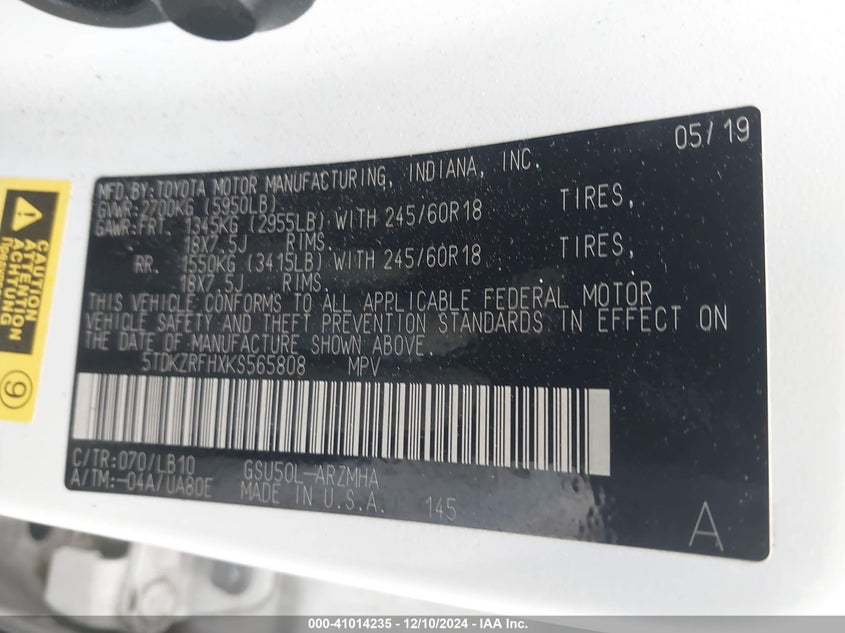 05/19
MFD.BY:TOYOTA MOTOR MANUFACTURING, INDIANA, INC.
GVWR:2700KG (5950LB)
GAWR:FRT. 1345KG (2955LB) WITH 245/60R18 TIRES,
18X7.5J RIMS.
RR. 1550KG (3415LB) WITH 245/60R18 TIRES,
18X7.5J RIMS.
THIS VEHICLE CONFORMS TO ALL APPLICABLE FEDERAL MOTOR
VEHICLE SAFETY AND THEFT PREVENTION STANDARDS IN EFFECT ON
THE DATE OF MANUFACTURE SHOWN ABOVE.
5TDKZRFHXKS565808 MPV
C/TR:070/LB10 GSU50L-ARZMHA
A/TM:-04A/UA80E MADE IN U.S.A. 145
A
CAUTION
ATTENTION
ACHTUNG
9
000-41014235 - 12/10/2024 - IAA Inc.